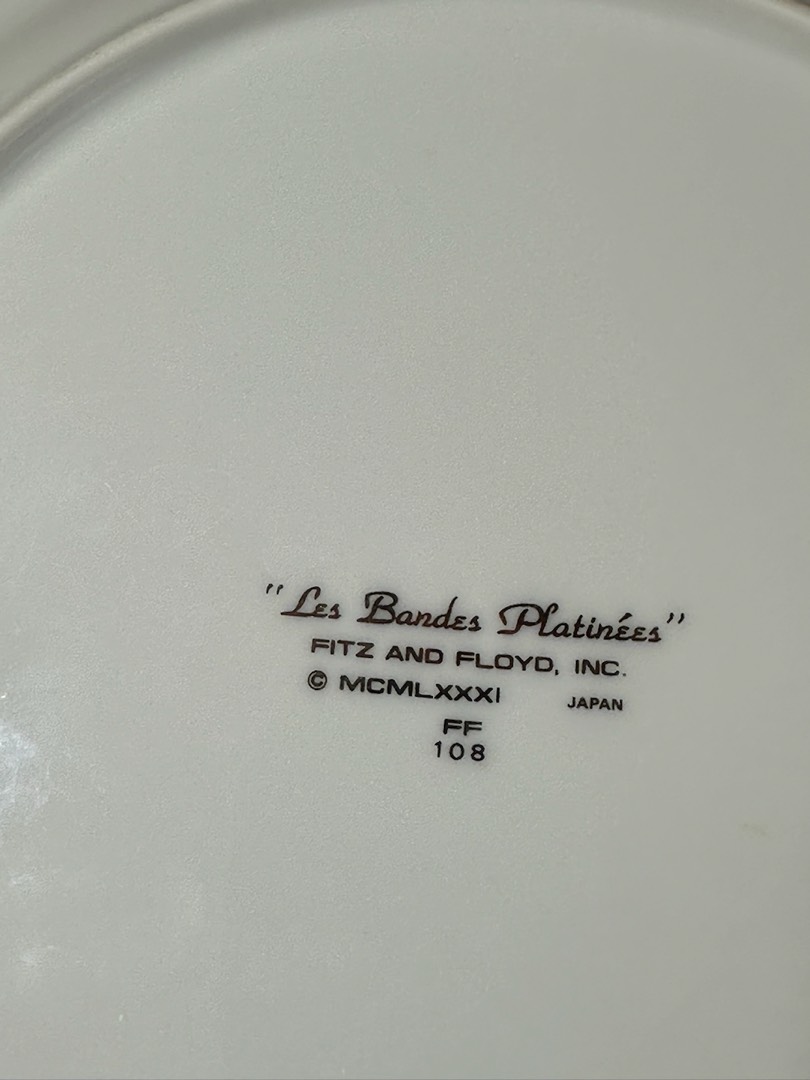 "Les Bandes Platinées"
FITZ AND FLOYD, INC.
© MCMLXXXI JAPAN
FF
108